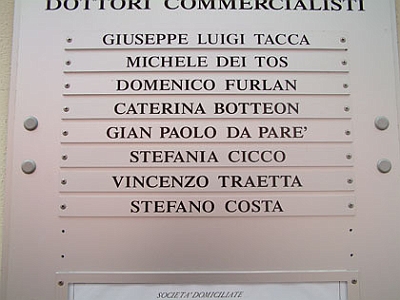 DOTTORI COMMERCIALISTI
GIUSEPPE LUIGI TACCA
MICHELE DEI TOS
DOMENICO FURLAN
CATERINA BOTTEON
GIAN PAOLO DA PARE'
STEFANIA CICCO
VINCENZO TRAETTA
STEFANO COSTA
SOCIETA' DOMICILIATE